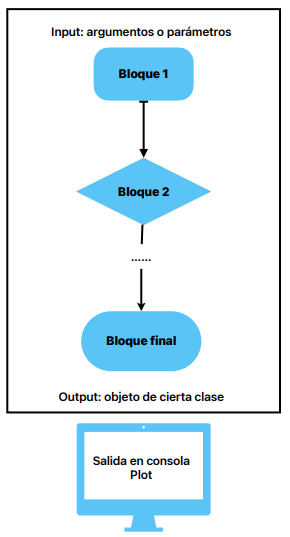 Input: argumentos o parámetros
Bloque 1
Bloque 2
......
Bloque final
Output: objeto de cierta clase
Salida en consola
Plot